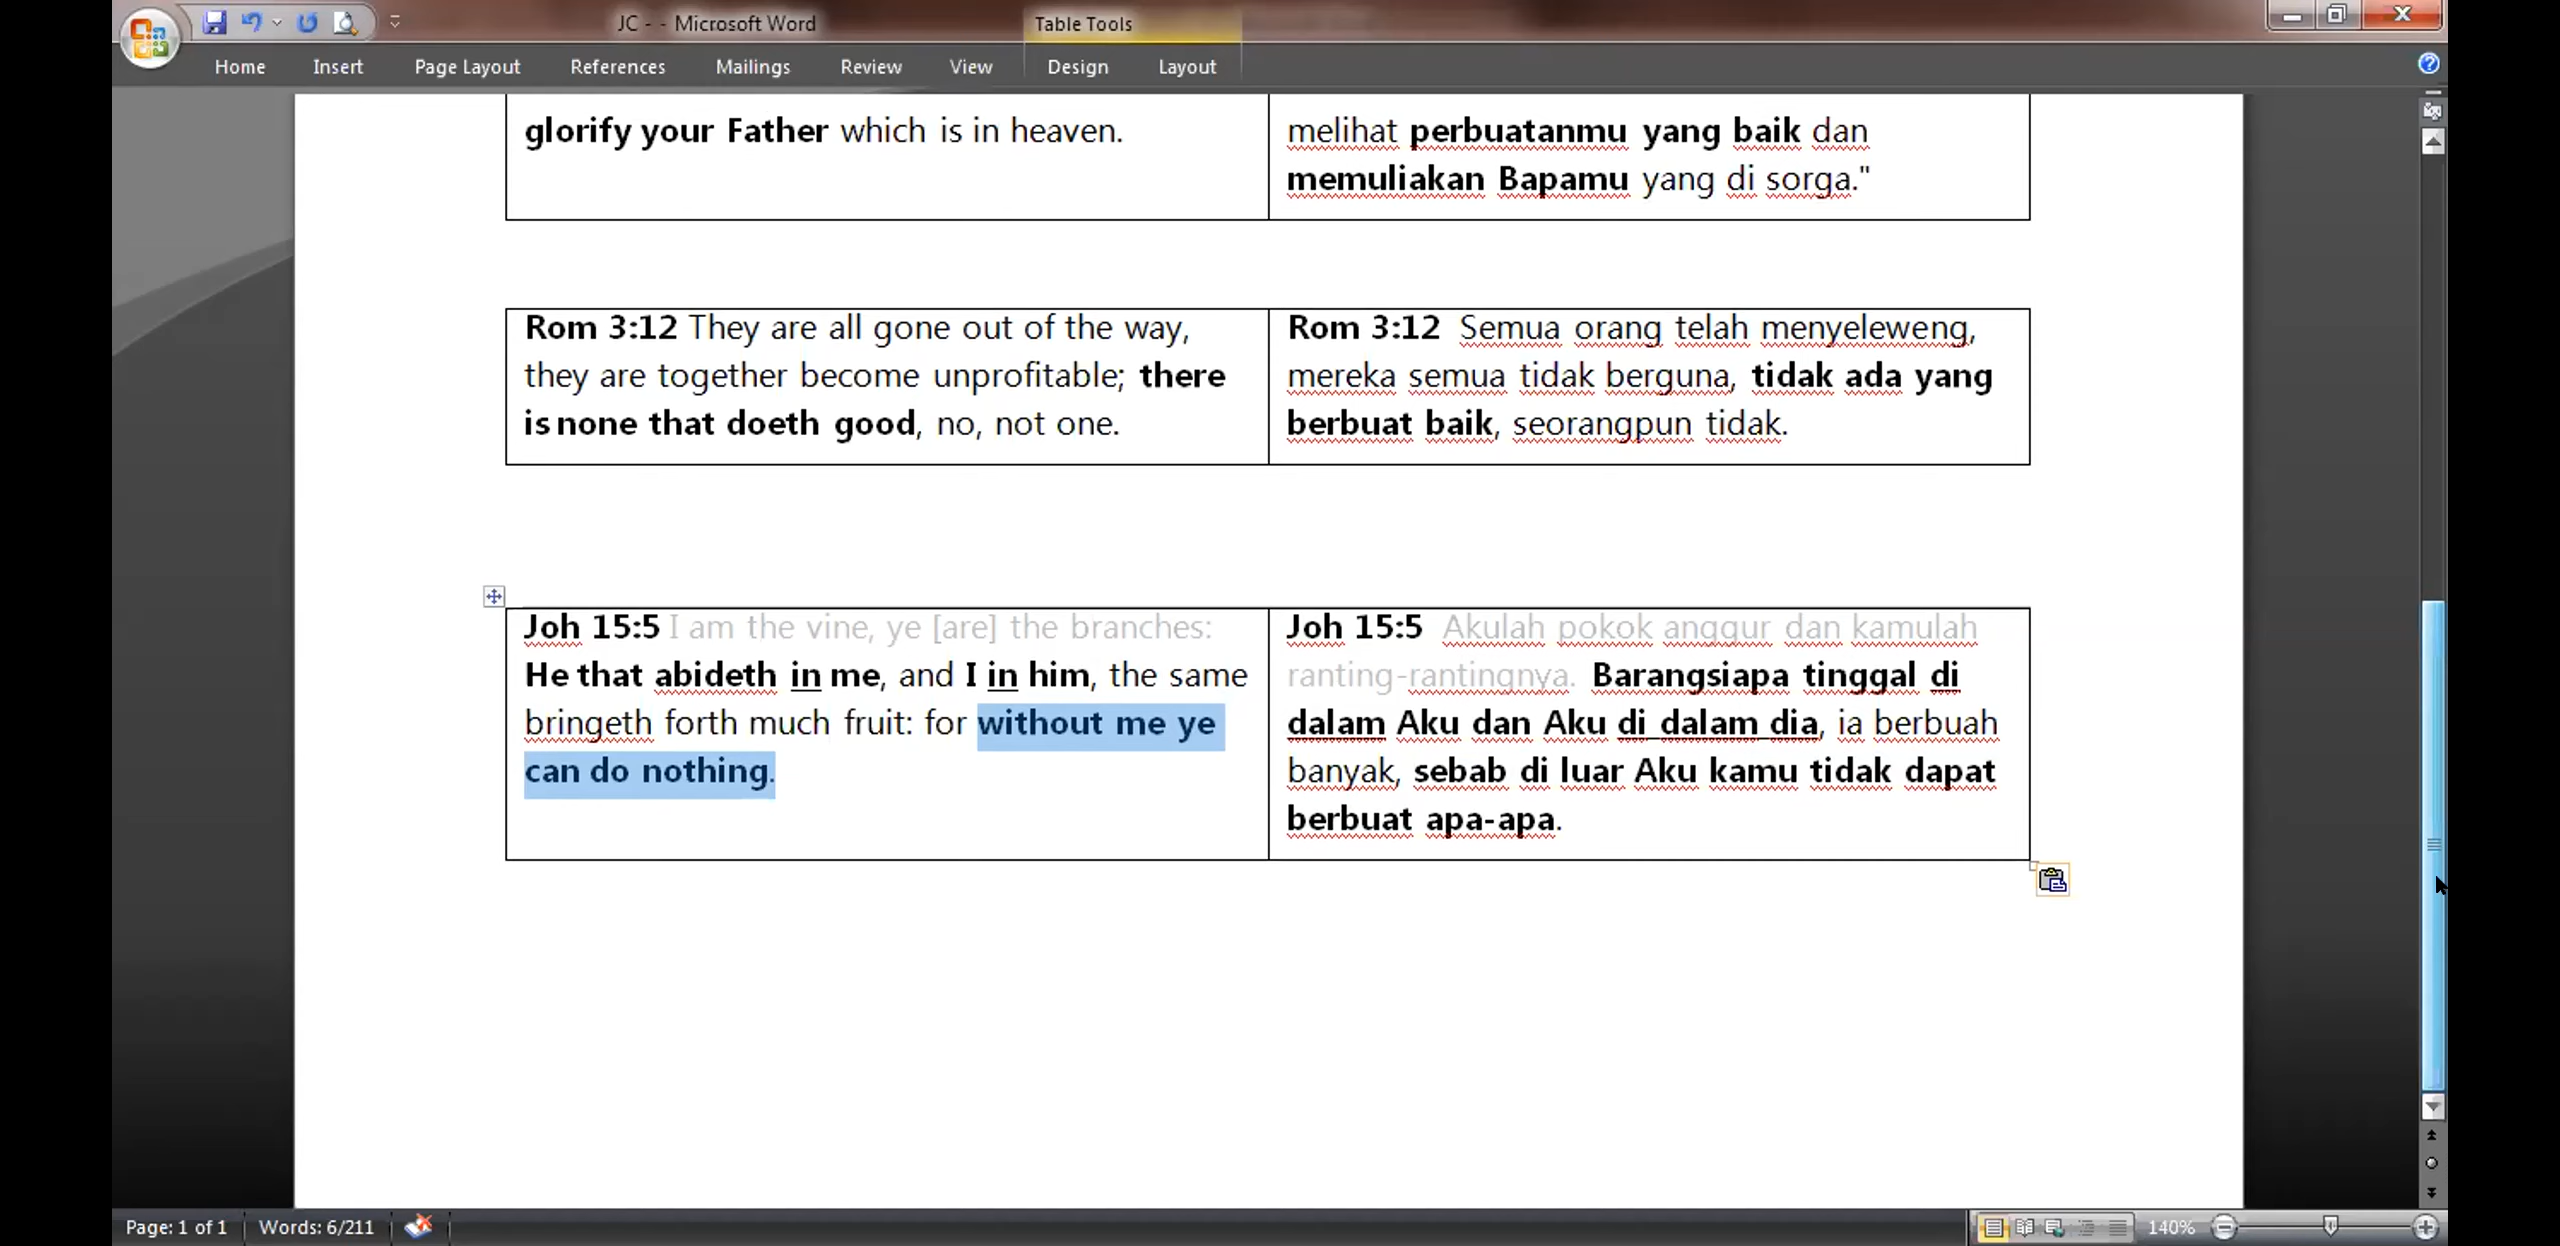 JC - - Microsoft Word
Table Tools
Home Insert Page Layout References Mailings Review View Design Layout
glorify your Father which is in heaven.
melihat perbuatanmu yang baik dan
memuliakan Bapamu yang di sorga."
Rom 3:12 They are all gone out of the way,
they are together become unprofitable; there
is none that doeth good, no, not one.
Rom 3:12 Semua orang telah menyeleweng,
mereka semua tidak berguna, tidak ada yang
berbuat baik, seorangpun tidak.
Joh 15:5 I am the vine, ye [are] the branches:
He that abideth in me, and I in him, the same
bringeth forth much fruit: for without me ye
can do nothing.
Joh 15:5 Akulah pokok anggur dan kamulah
ranting-rantingnya. Barangsiapa tinggal di
dalam Aku dan Aku di dalam dia, ia berbuah
banyak, sebab di luar Aku kamu tidak dapat
berbuat apa-apa.
Page: 1 of 1 Words: 6/211 140%